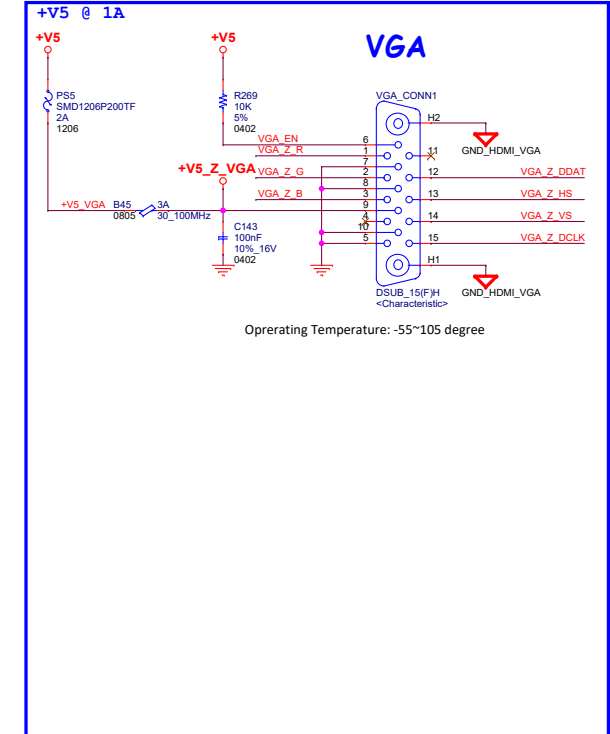 +V5 @ 1A
+V5
+V5
VGA
PS5
SMD1206P200TF
2A
1206
R269
10K
5%
0402
VGA_CONN1
H2
GND_HDMI_VGA
VGA_EN
6
VGA_Z_R
1
11
7
+V5_Z_VGA
VGA_Z_G
2
12
VGA_Z_DDAT
8
VGA_Z_B
3
13
VGA_Z_HS
+V5_VGA
B45
3A
0805
30_100MHz
9
4
14
VGA_Z_VS
10
5
15
VGA_Z_DCLK
C143
100nF
10%_16V
0402
H1
GND_HDMI_VGA
DSUB_15(F)H
<Characteristic>
Oprerating Temperature: -55~105 degree